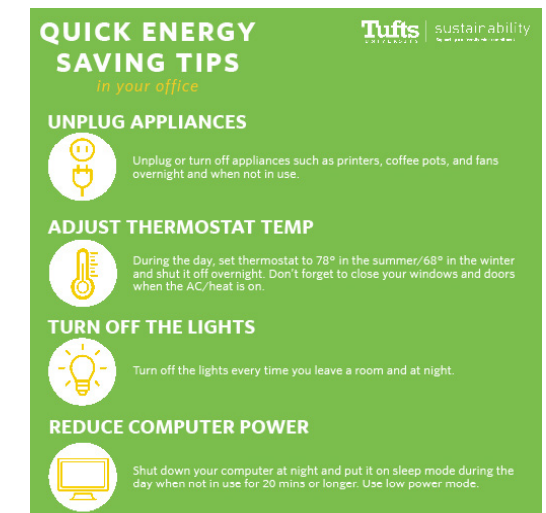 QUICK ENERGY
SAVING TIPS
in your office
Tufts
UNIVERSITY
sustainability
UNPLUG APPLIANCES
Unplug or turn off appliances such as printers, coffee pots, and fans
overnight and when not in use.
ADJUST THERMOSTAT TEMP
During the day, set thermostat to 78° in the summer/68° in the winter
and shut it off overnight. Don't forget to close your windows and doors
when the AC/heat is on.
TURN OFF THE LIGHTS
Turn off the lights every time you leave a room and at night.
REDUCE COMPUTER POWER
Shut down your computer at night and put it on sleep mode during the
day when not in use for 20 mins or longer. Use low power mode.